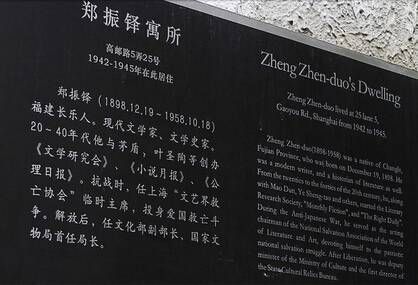 郑振铎寓所
高邮路5弄25号
1942-1945年在此居住
郑振铎(1898.12.19-1958.10.18)
福建长乐人。现代文学家、文学史家。
20～40年代他与茅盾，叶圣陶等创办
《文学研究会》、《小说月报》、《公
理日报》。抗战时，任上海“文艺界救
亡协会”临时主席，投身爱国救亡斗
争。解放后，任文化部副部长、国家文
物局首任局长。
Zheng Zhen-duo's Dwelling
Zheng Zhen-duo lived at 25 lane 5,
Gaoyou Rd., Shanghai from 1942 to 1945.
Zheng Zhen-duo(1898-1958) was a native of Changle,
Fujian Province, who was born on December 19, 1898. He
was a modern writer, and a historian of literature as well.
From the twenties to the forties of the 20th century, he, along
with Mao Dun, Ye Sheng-tao and others, started the Literary
Research Society, "Monthly Fiction", and "The Right Daily".
During the Anti-Japanese War, he served as the acting
chairman of the National Salvation Association of the World
of Literature and Art, devoting himself to the patriotic
national salvation struggle. After Liberation, he was deputy
minister of the Ministry of Culture and the first director of
the State Cultural Relics Bureau.